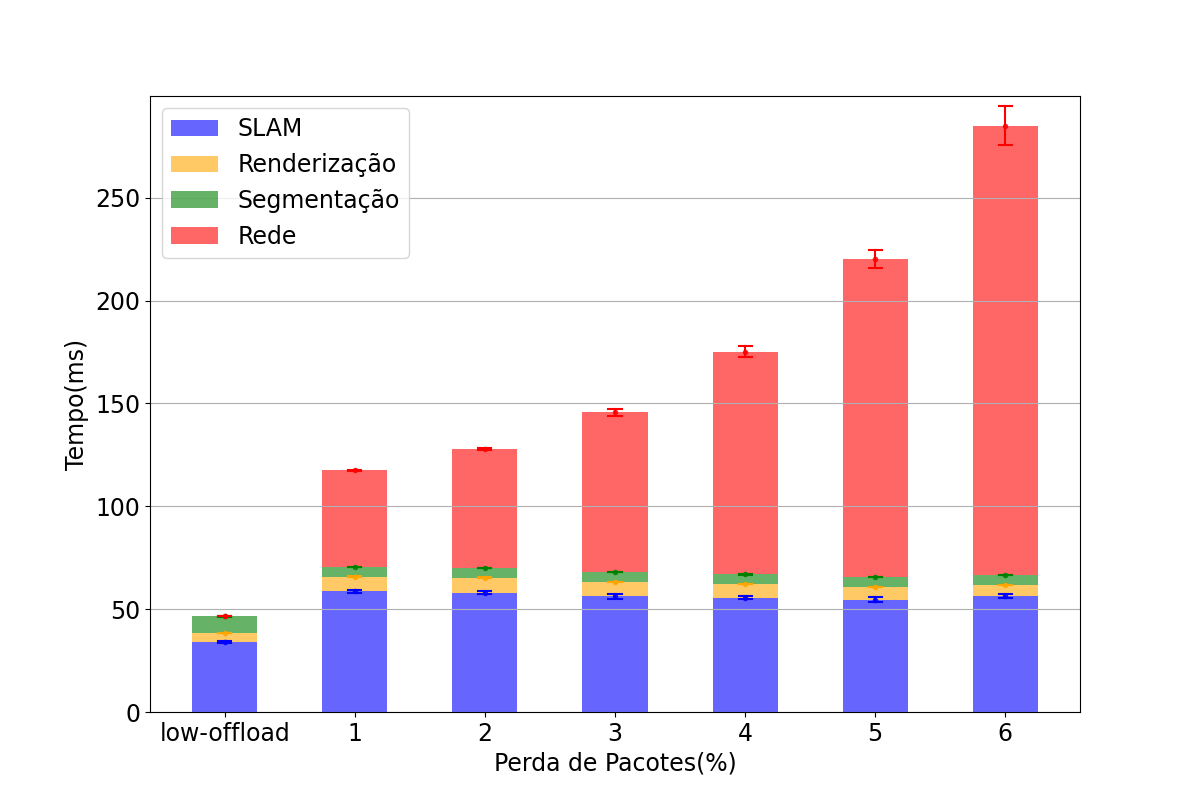 SLAM
Renderização
Segmentação
Rede
250
200
150
100
50
0
Tempo(ms)
low-offload 1 2 3 4 5 6
Perda de Pacotes(%)